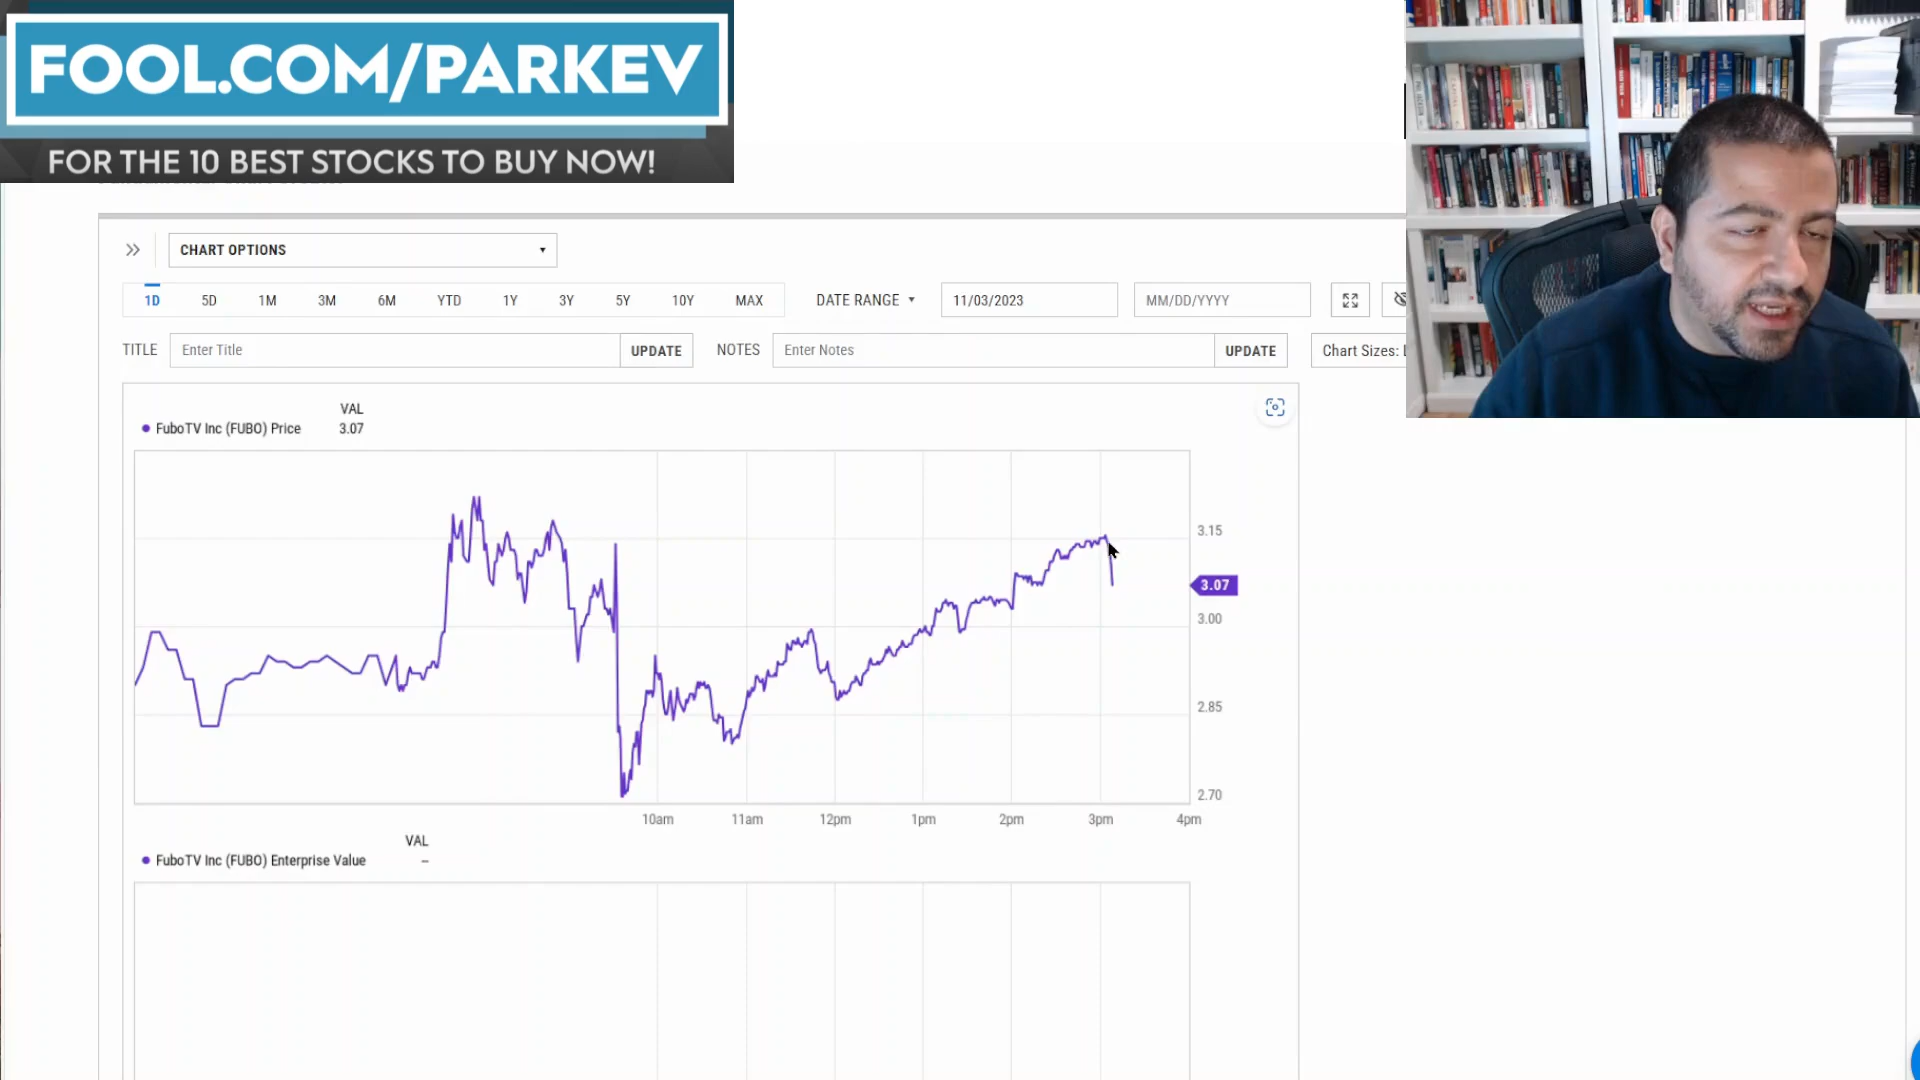 FOOL.COM/PARKEV
FOR THE 10 BEST STOCKS TO BUY NOW!
CHART OPTIONS
1D 5D 1M 3M 6M YTD 1Y 3Y 5Y 10Y MAX DATE RANGE 11/03/2023 MM/DD/YYYY
TITLE Enter Title UPDATE NOTES Enter Notes UPDATE Chart Sizes:
VAL
FuboTV Inc (FUBO) Price 3.07
3.15
3.07
3.00
2.85
2.70
10am 11am 12pm 1pm 2pm 3pm 4pm
VAL
FuboTV Inc (FUBO) Enterprise Value --